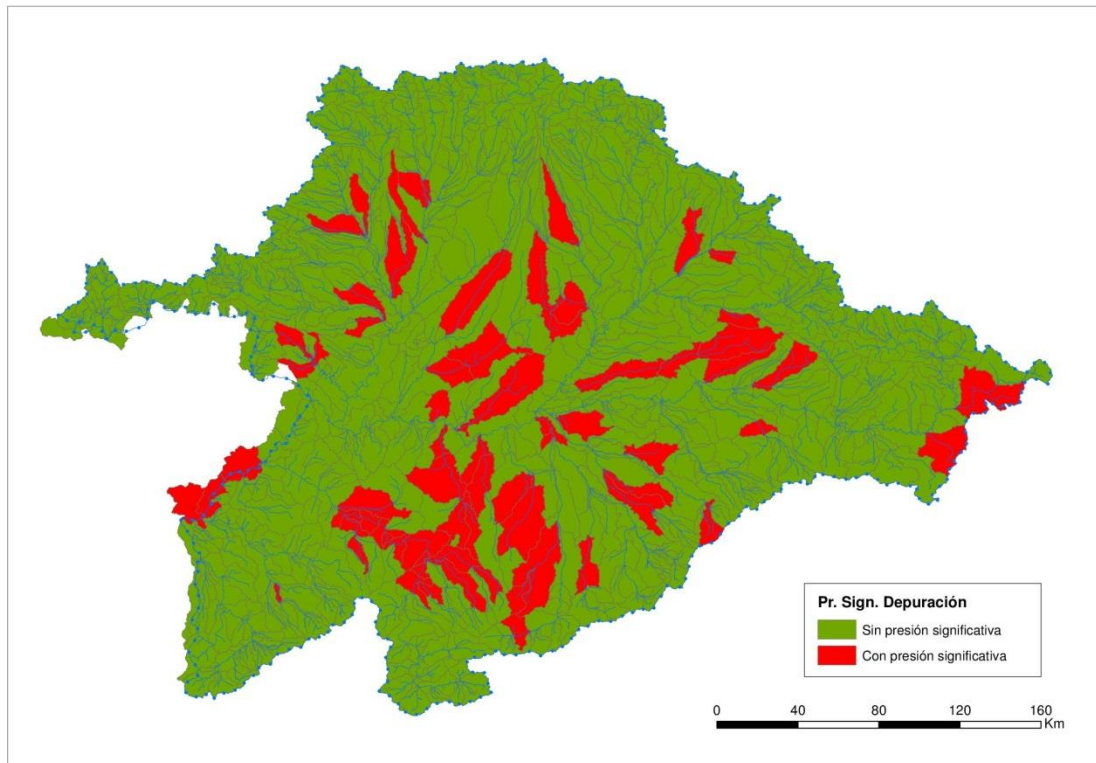 Pr. Sign. Depuración
Sin presión significativa
Con presión significativa
0 40 80 120 160
Km